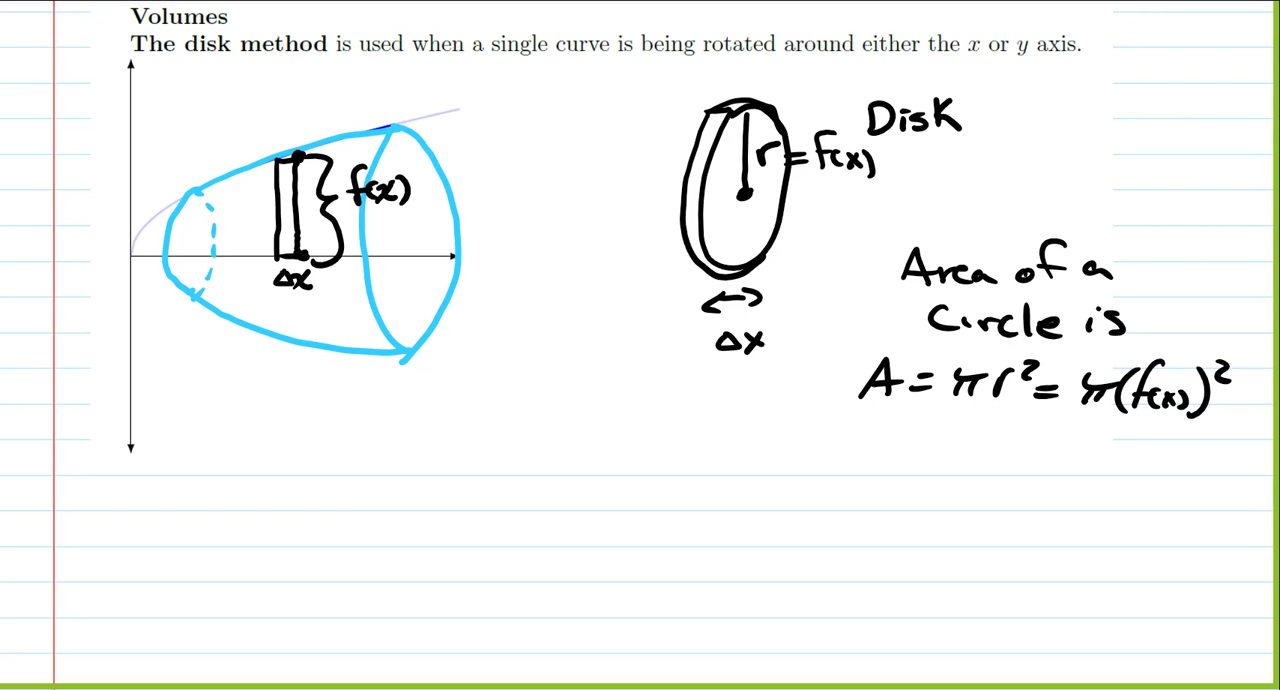 Volumes
The disk method is used when a single curve is being rotated around either the x or y axis.
Disk
r = f(x)
f(x)
Δx
Δx
Area of a
Circle is
A = πr² = π(f(x))²